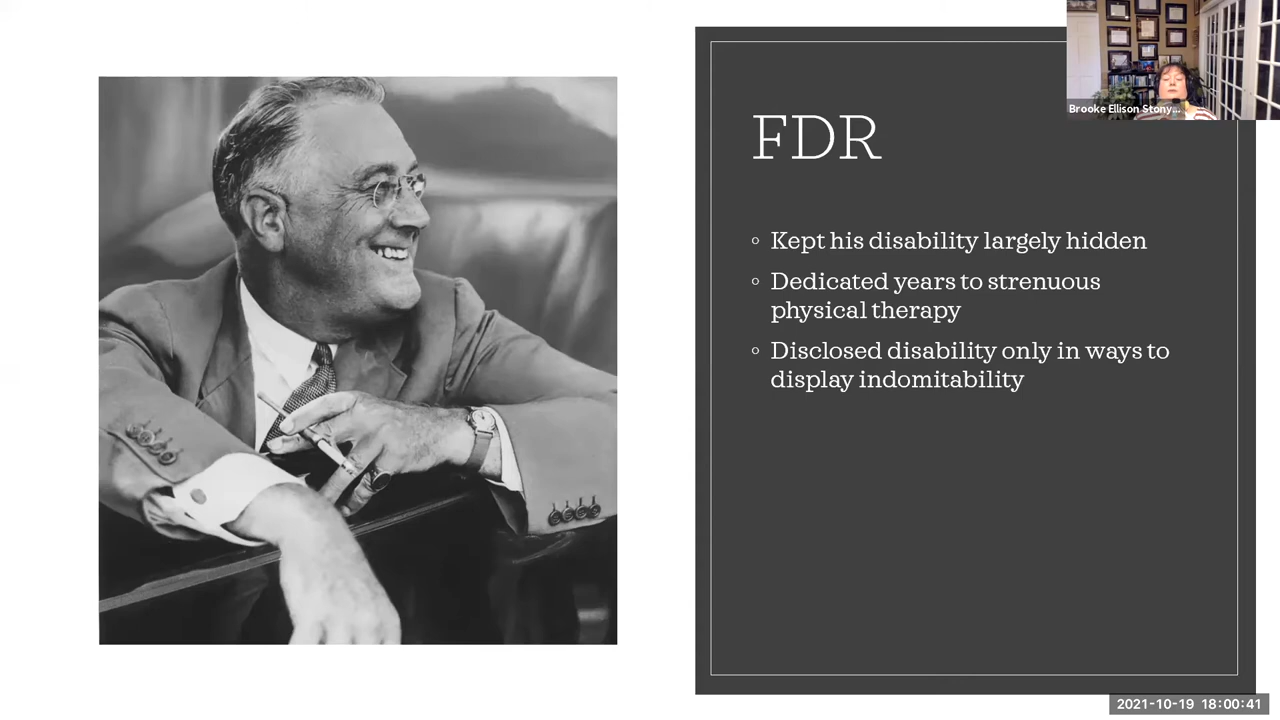 FDR
Kept his disability largely hidden
Dedicated years to strenuous
physical therapy
Disclosed disability only in ways to
display indomitability
Brooke Ellison Stony...
2021-10-19 18:00:41